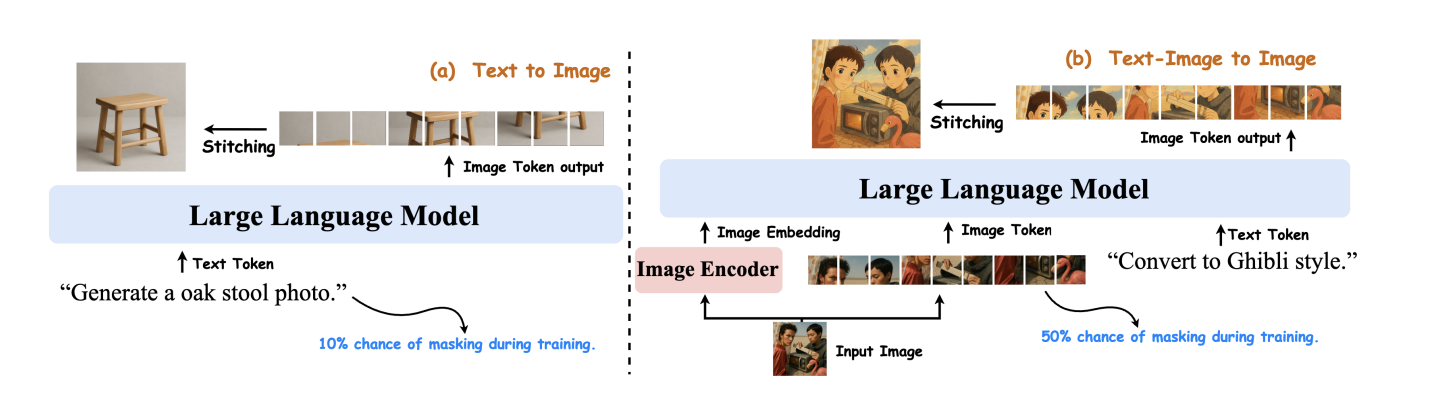 (a) Text to Image
Stitching
Image Token output
Large Language Model
Text Token
“Generate a oak stool photo.”
10% chance of masking during training.
(b) Text-Image to Image
Stitching
Image Token output
Large Language Model
Image Embedding
Image Token
Text Token
Image Encoder
“Convert to Ghibli style.”
50% chance of masking during training.
Input Image